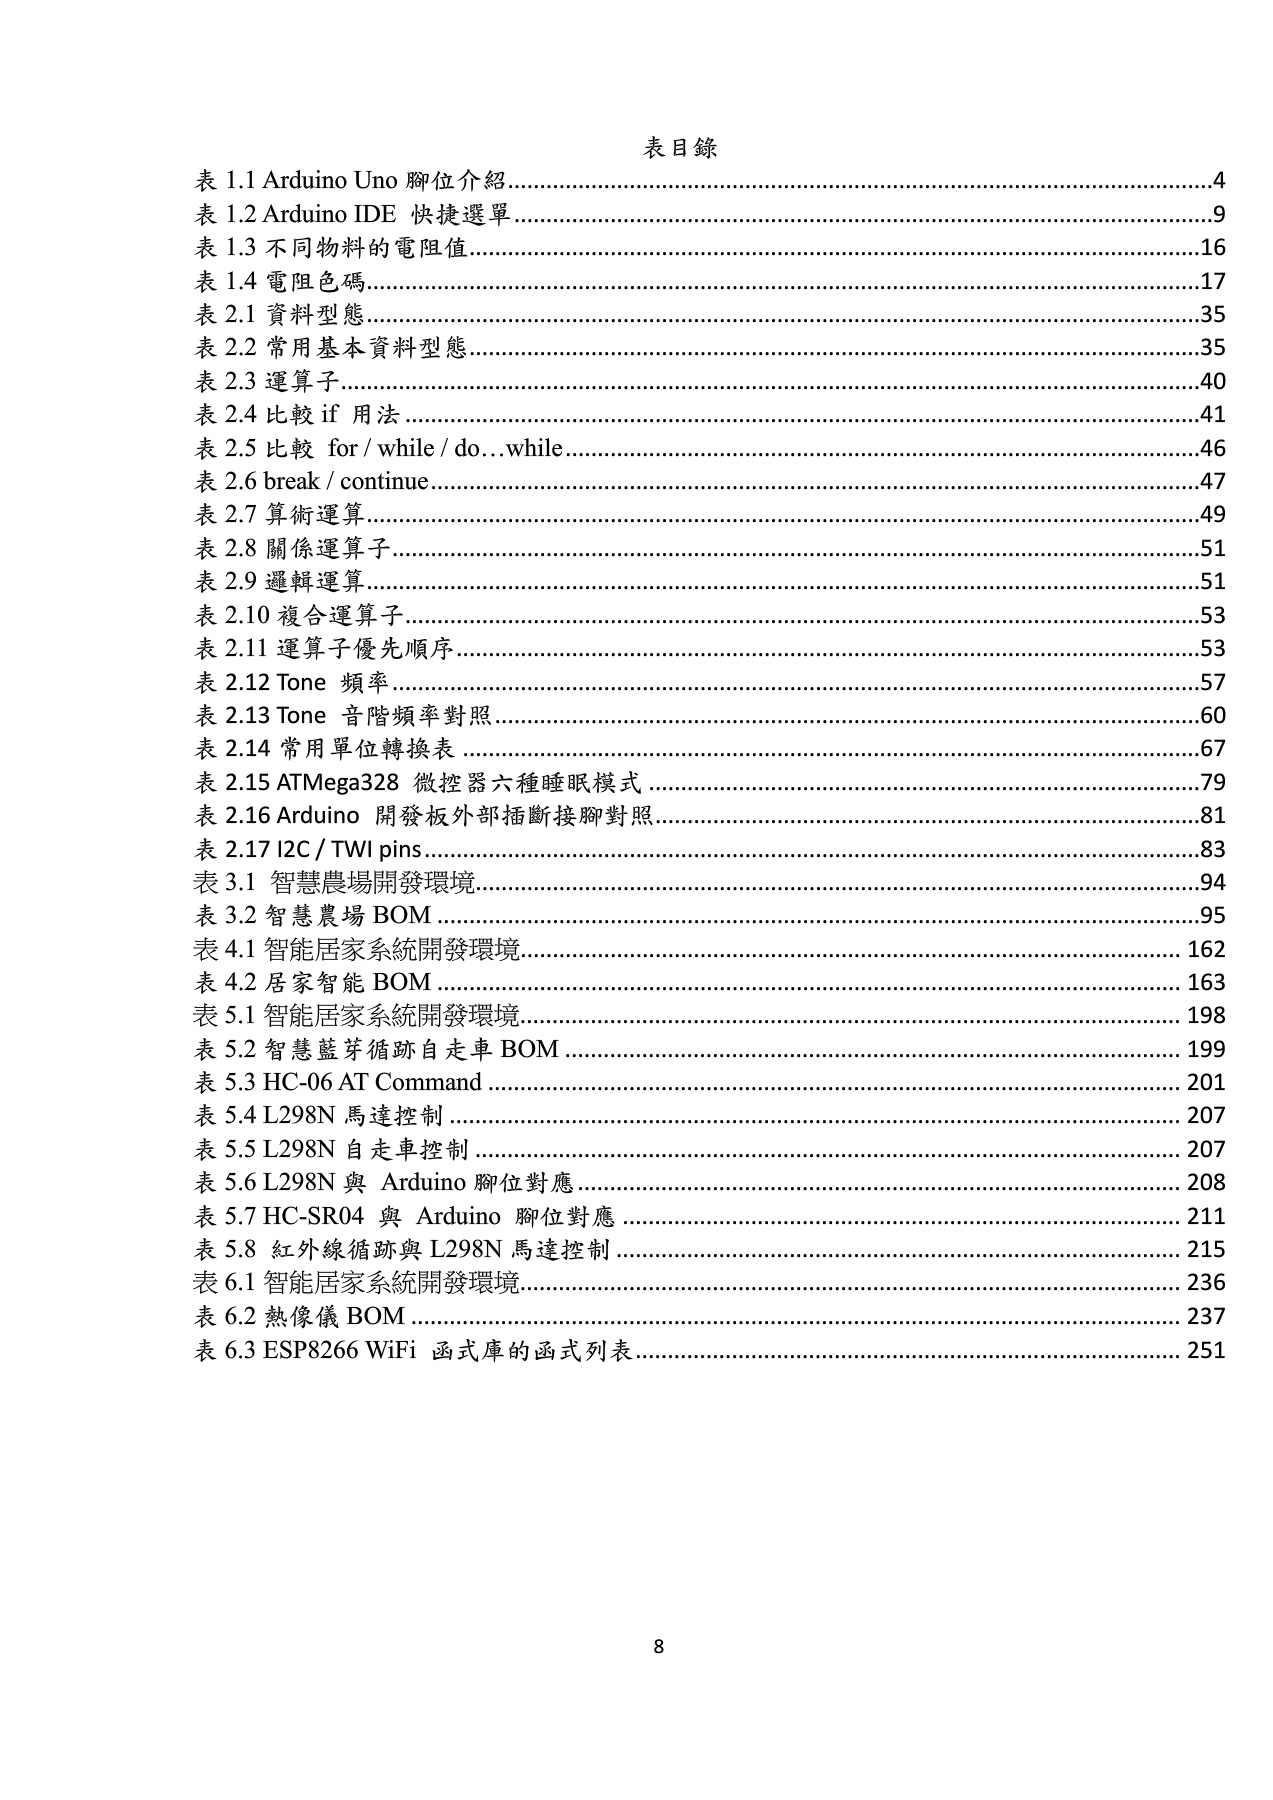 表目錄
表 1.1 Arduino Uno 腳位介紹....................4
表 1.2 Arduino IDE 快捷選單....................9
表 1.3 不同物料的電阻值....................16
表 1.4 電阻色碼....................17
表 2.1 資料型態....................35
表 2.2 常用基本資料型態....................35
表 2.3 運算子....................40
表 2.4 比較 if 用法....................41
表 2.5 比較 for / while / do…while....................46
表 2.6 break / continue....................47
表 2.7 算術運算....................49
表 2.8 關係運算子....................51
表 2.9 邏輯運算....................51
表 2.10 複合運算子....................53
表 2.11 運算子優先順序....................53
表 2.12 Tone 頻率....................57
表 2.13 Tone 音階頻率對照....................60
表 2.14 常用單位轉換表....................67
表 2.15 ATMega328 微控器六種睡眠模式....................79
表 2.16 Arduino 開發板外部插斷接腳對照....................81
表 2.17 I2C / TWI pins....................83
表 3.1 智慧農場開發環境....................94
表 3.2 智慧農場 BOM....................95
表 4.1 智能居家系統開發環境....................162
表 4.2 居家智能 BOM....................163
表 5.1 智能居家系統開發環境....................198
表 5.2 智慧藍芽循跡自走車 BOM....................199
表 5.3 HC-06 AT Command....................201
表 5.4 L298N 馬達控制....................207
表 5.5 L298N 自走車控制....................207
表 5.6 L298N 與 Arduino 腳位對應....................208
表 5.7 HC-SR04 與 Arduino 腳位對應....................211
表 5.8 紅外線循跡與 L298N 馬達控制....................215
表 6.1 智能居家系統開發環境....................236
表 6.2 熱像儀 BOM....................237
表 6.3 ESP8266 WiFi 函式庫的函式列表....................251
8